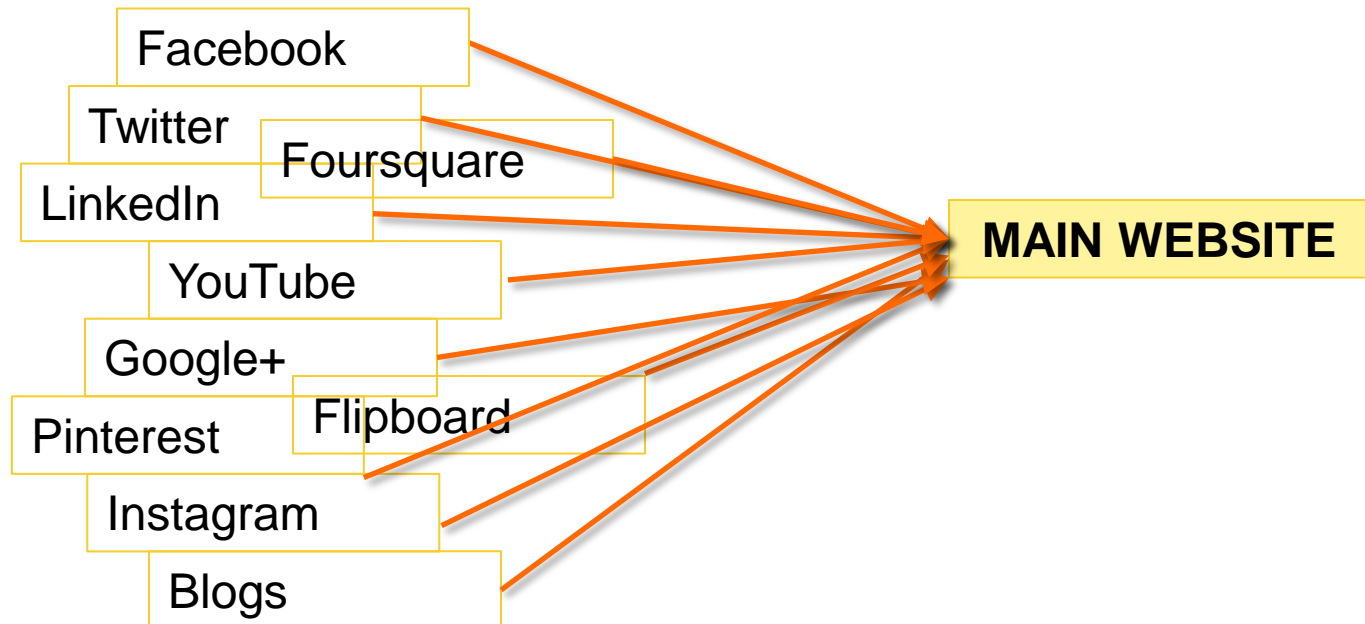 Facebook
Twitter
Foursquare
LinkedIn
YouTube
Google+
Flipboard
Pinterest
Instagram
Blogs
MAIN WEBSITE